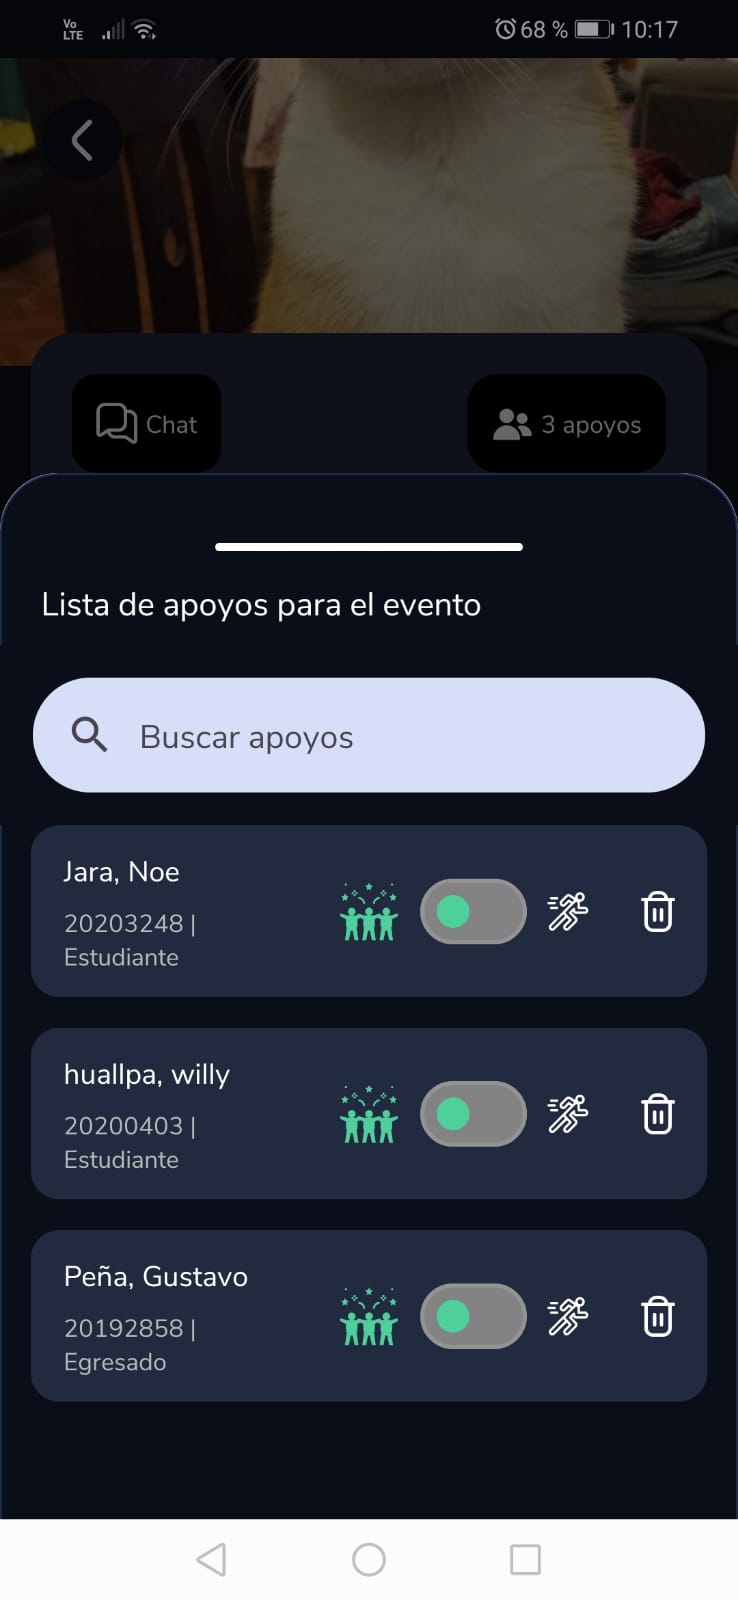 Vo
LTE
68 %
10:17
Chat
3 apoyos
Lista de apoyos para el evento
Buscar apoyos
Jara, Noe
20203248 |
Estudiante
huallpa, willy
20200403 |
Estudiante
Peña, Gustavo
20192858 |
Egresado